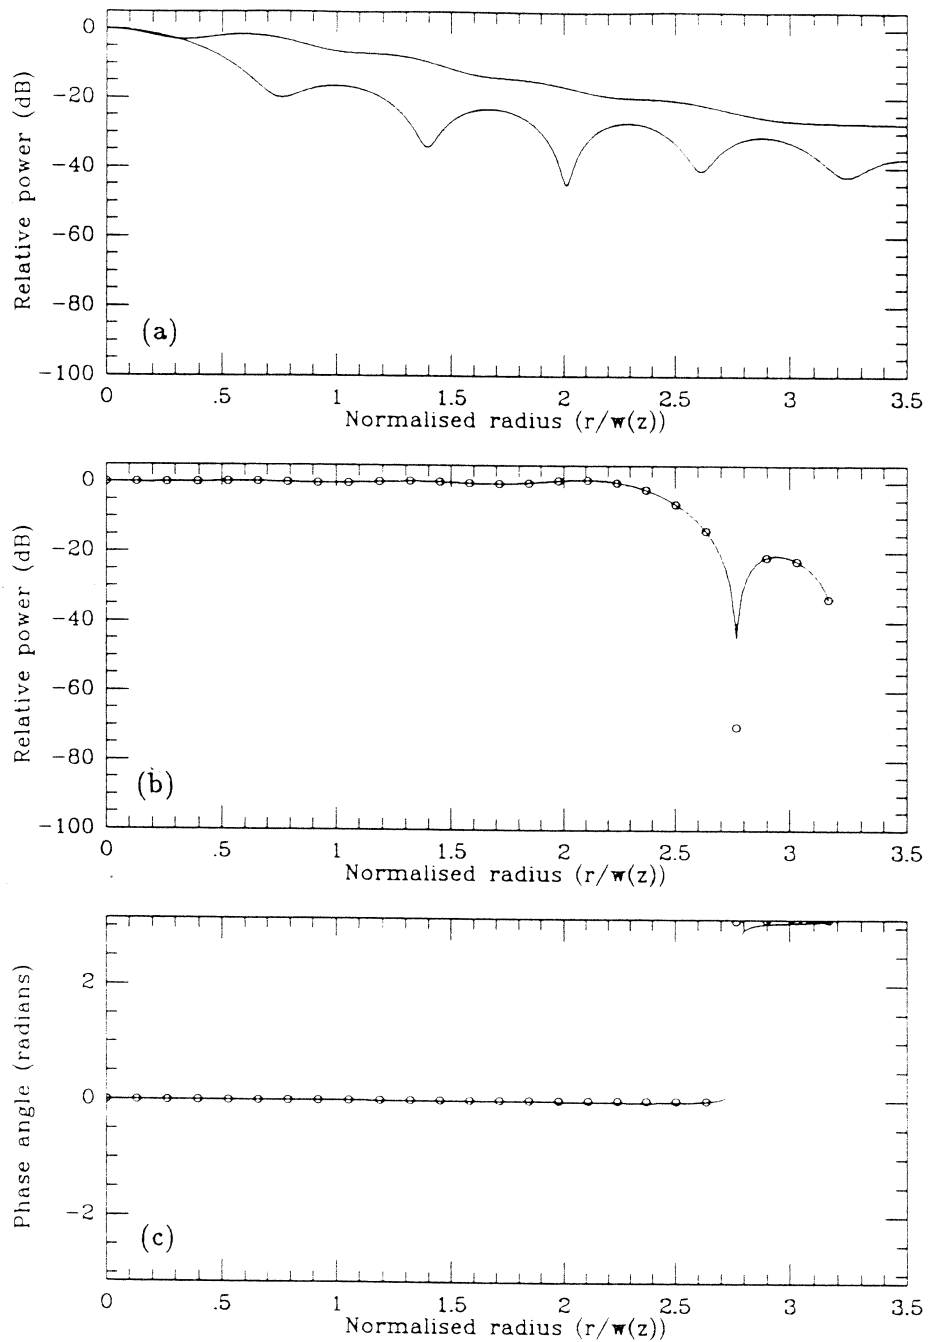 0
-20
-40
-60
-80
-100
Relative power (dB)
(a)
0 .5 1 1.5 2 2.5 3 3.5
Normalised radius (r/w(z))
0
-20
-40
-60
-80
-100
Relative power (dB)
(b)
0 .5 1 1.5 2 2.5 3 3.5
Normalised radius (r/w(z))
2
0
-2
Phase angle (radians)
(c)
0 .5 1 1.5 2 2.5 3 3.5
Normalised radius (r/w(z))